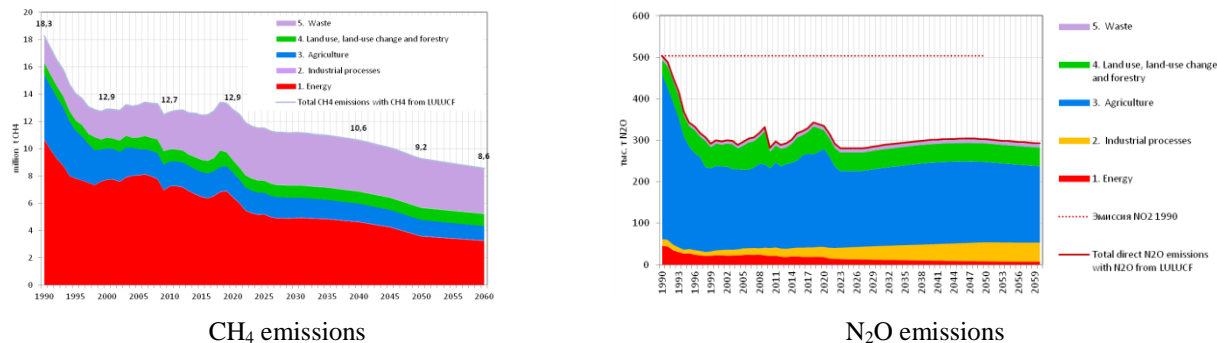 20
18
16
14
12
10
8
6
4
2
0
million t CH4
18,3
12,9
12,7
12,9
10,6
9,2
8,6
5. Waste
4. Land use, land-use change and forestry
3. Agriculture
2. Industrial processes
1. Energy
Total CH4 emissions with CH4 from LULUCF
1990 1995 2000 2005 2010 2015 2020 2025 2030 2035 2040 2045 2050 2055 2060
CH₄ emissions
600
500
400
300
200
100
0
тыс. т N2O
1990 1993 1996 1999 2002 2005 2008 2011 2014 2017 2020 2023 2026 2029 2032 2035 2038 2041 2044 2047 2050 2053 2056 2059
5. Waste
4. Land use, land-use change
and forestry
3. Agriculture
2. Industrial processes
1. Energy
Эмиссия NO2 1990
Total direct N2O emissions
with N2O from LULUCF
N₂O emissions